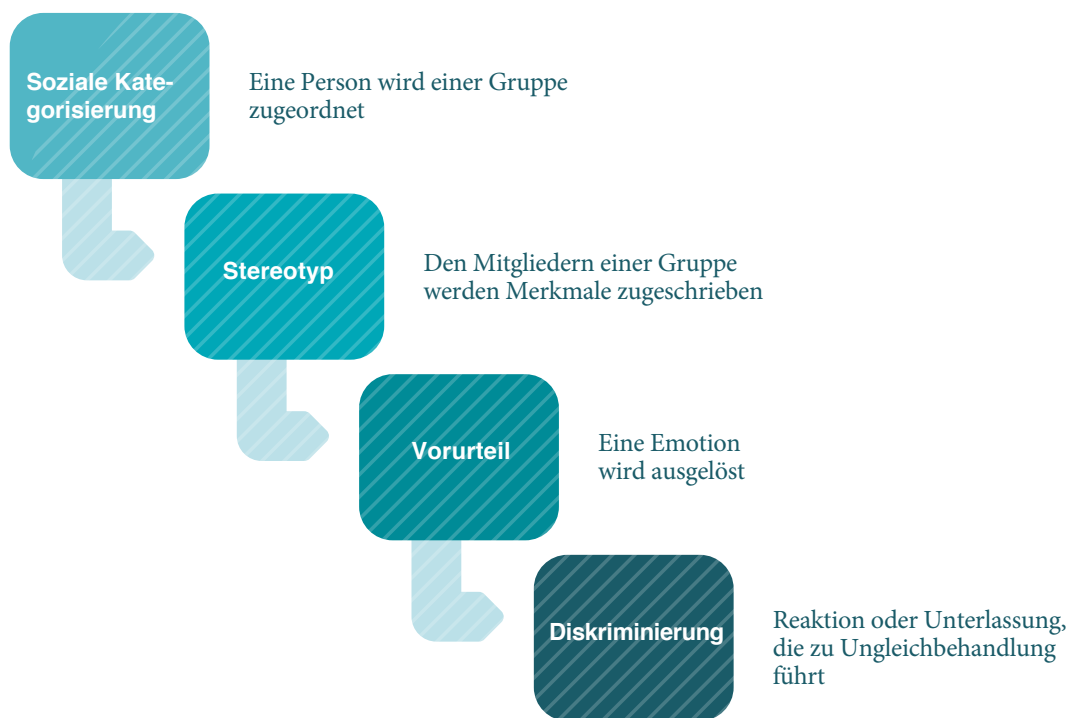 Soziale Kate-
gorisierung
Eine Person wird einer Gruppe
zugeordnet
Stereotyp
Den Mitgliedern einer Gruppe
werden Merkmale zugeschrieben
Vorurteil
Eine Emotion
wird ausgelöst
Diskriminierung
Reaktion oder Unterlassung,
die zu Ungleichbehandlung
führt